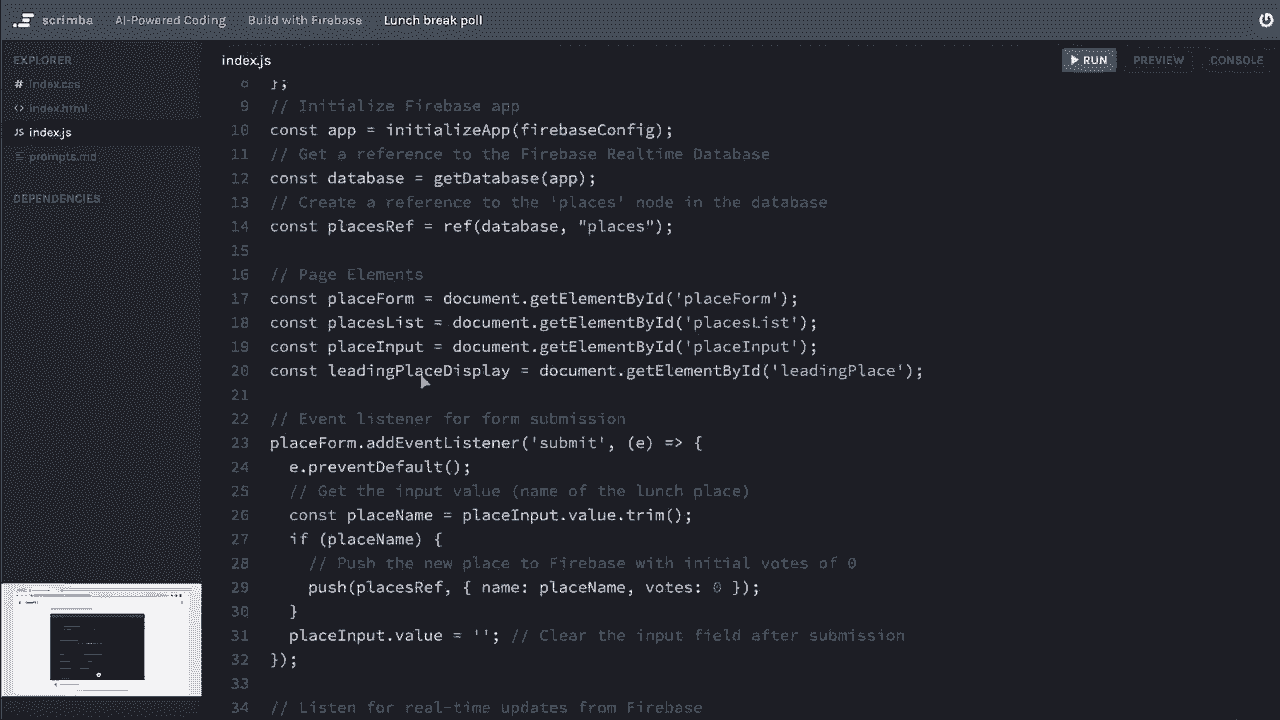 scrimba AI-Powered Coding Build with Firebase Lunch break poll
EXPLORER
# index.css
<> index.html
JS index.js
prompts.md
DEPENDENCIES
index.js
RUN PREVIEW CONSOLE
8 };
9 // Initialize Firebase app
10 const app = initializeApp(firebaseConfig);
11 // Get a reference to the Firebase Realtime Database
12 const database = getDatabase(app);
13 // Create a reference to the 'places' node in the database
14 const placesRef = ref(database, "places");
15
16 // Page Elements
17 const placeForm = document.getElementById('placeForm');
18 const placesList = document.getElementById('placesList');
19 const placeInput = document.getElementById('placeInput');
20 const leadingPlaceDisplay = document.getElementById('leadingPlace');
21
22 // Event listener for form submission
23 placeForm.addEventListener('submit', (e) => {
24 e.preventDefault();
25 // Get the input value (name of the lunch place)
26 const placeName = placeInput.value.trim();
27 if (placeName) {
28 // Push the new place to Firebase with initial votes of 0
29 push(placesRef, { name: placeName, votes: 0 });
30 }
31 placeInput.value = ''; // Clear the input field after submission
32 });
33
34 // Listen for real-time updates from Firebase